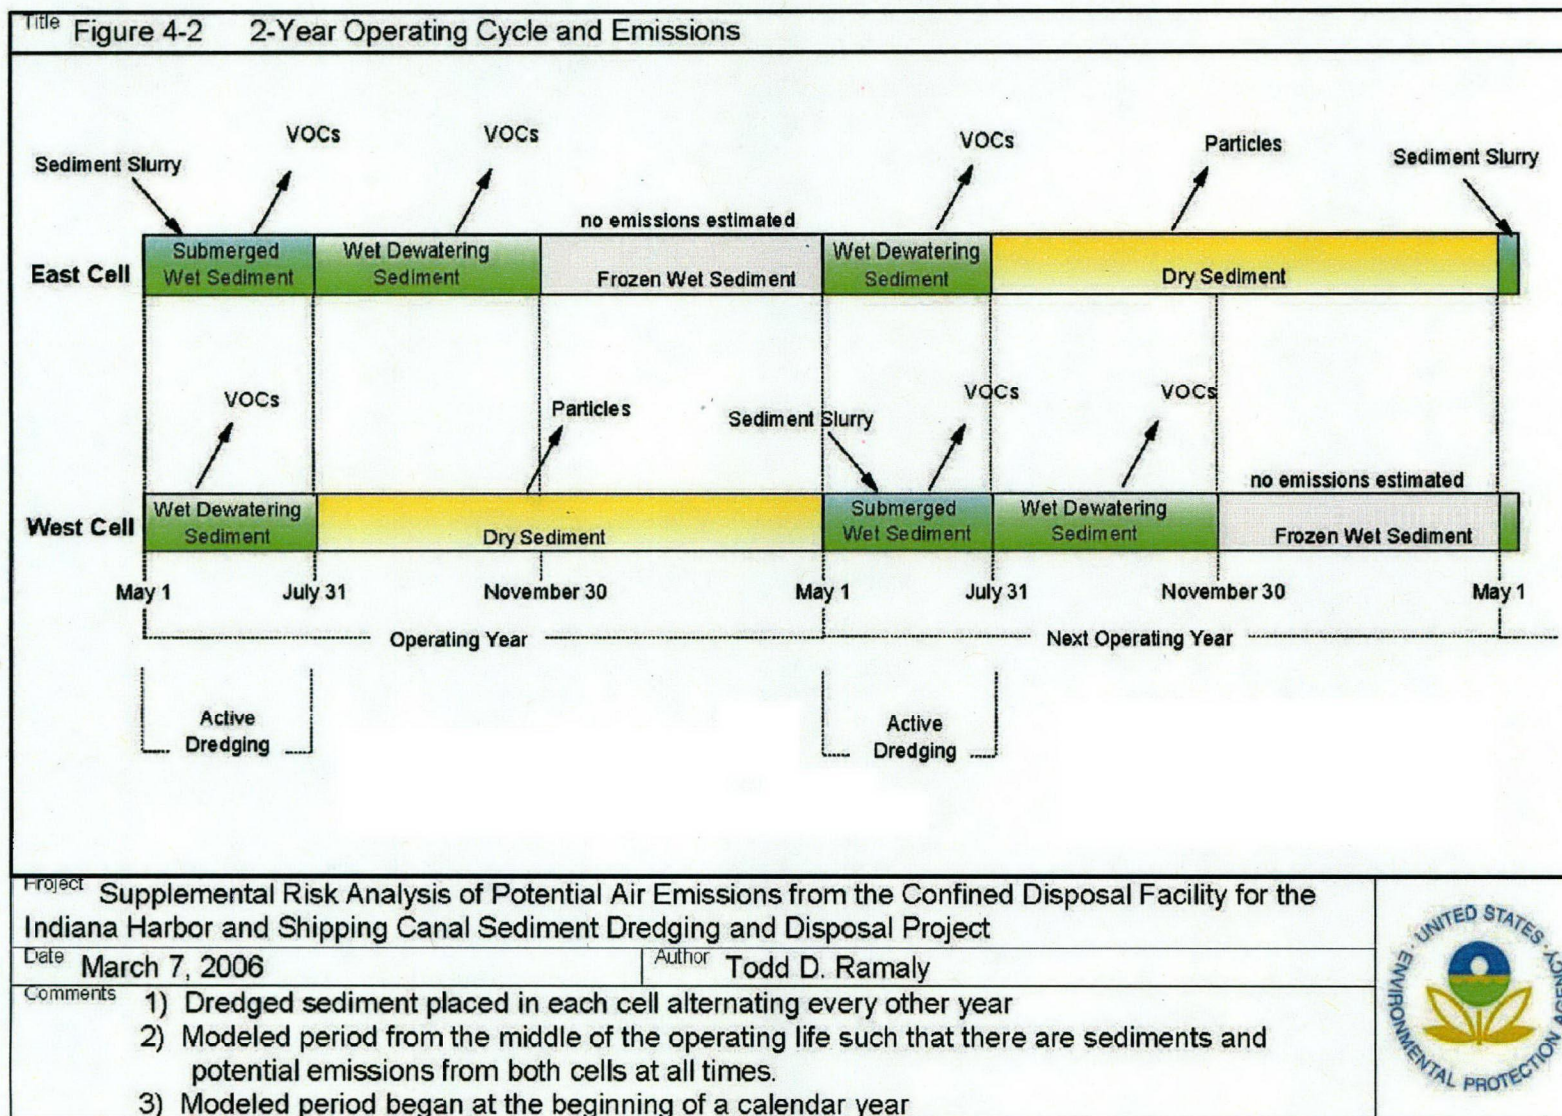 Title Figure 4-2 2-Year Operating Cycle and Emissions
VOCs VOCs VOCs Particles
Sediment Slurry Sediment Slurry
no emissions estimated
East Cell
Submerged Wet Sediment
Wet Dewatering Sediment
Frozen Wet Sediment
Wet Dewatering Sediment
Dry Sediment
VOCs Particles Sediment Slurry VOCs VOCs
no emissions estimated
West Cell
Wet Dewatering Sediment
Dry Sediment
Submerged Wet Sediment
Wet Dewatering Sediment
Frozen Wet Sediment
May 1 July 31 November 30 May 1 July 31 November 30 May 1
Operating Year Next Operating Year
Active Dredging
Active Dredging
Project Supplemental Risk Analysis of Potential Air Emissions from the Confined Disposal Facility for the
Indiana Harbor and Shipping Canal Sediment Dredging and Disposal Project
Date March 7, 2006 Author Todd D. Ramaly
Comments 1) Dredged sediment placed in each cell alternating every other year
2) Modeled period from the middle of the operating life such that there are sediments and
potential emissions from both cells at all times.
3) Modeled period began at the beginning of a calendar year
UNITED STATES ENVIRONMENTAL PROTECTION AGENCY